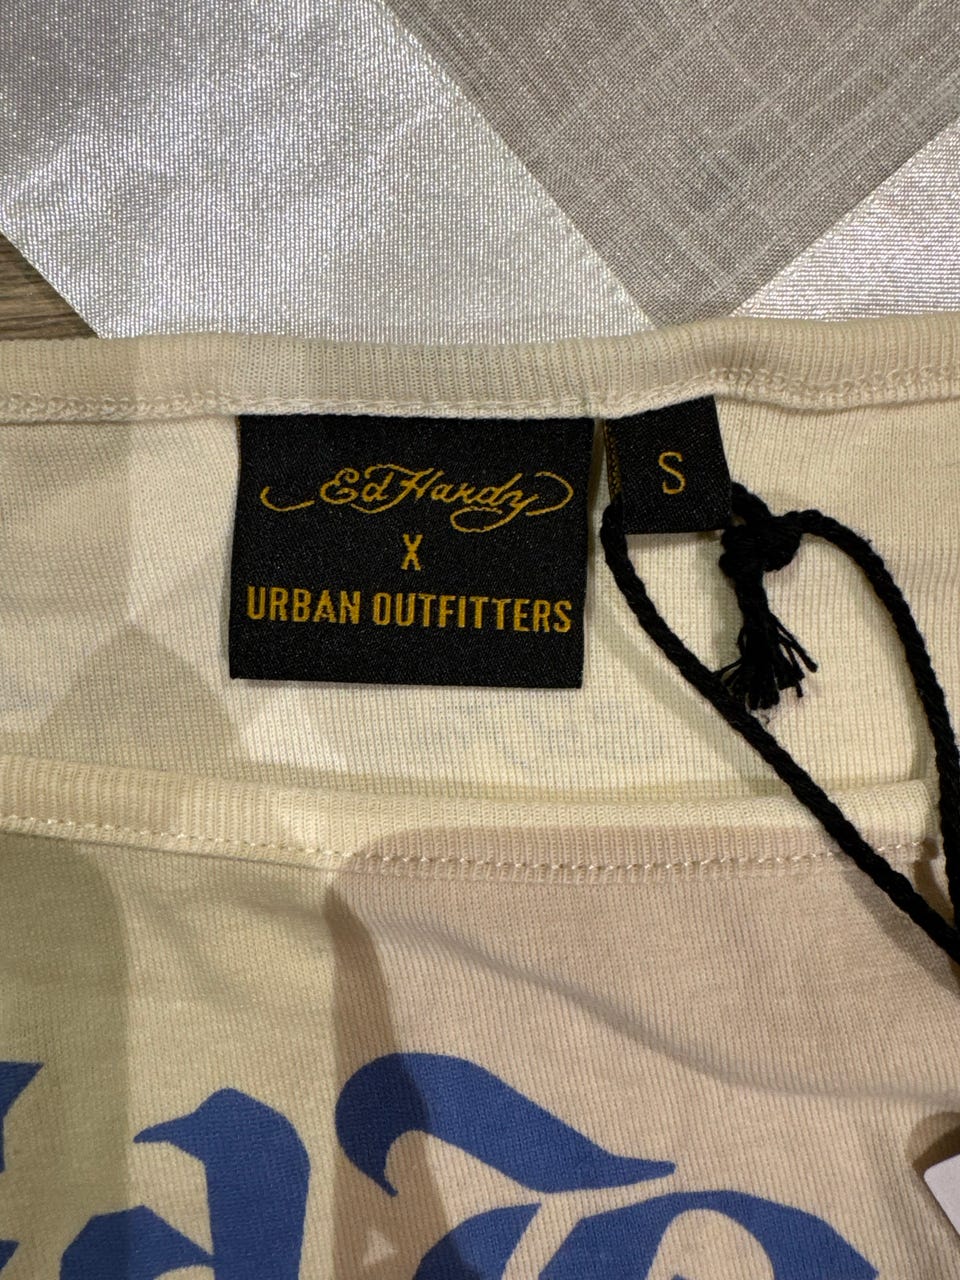 Ed Hardy
S
X
URBAN OUTFITTERS